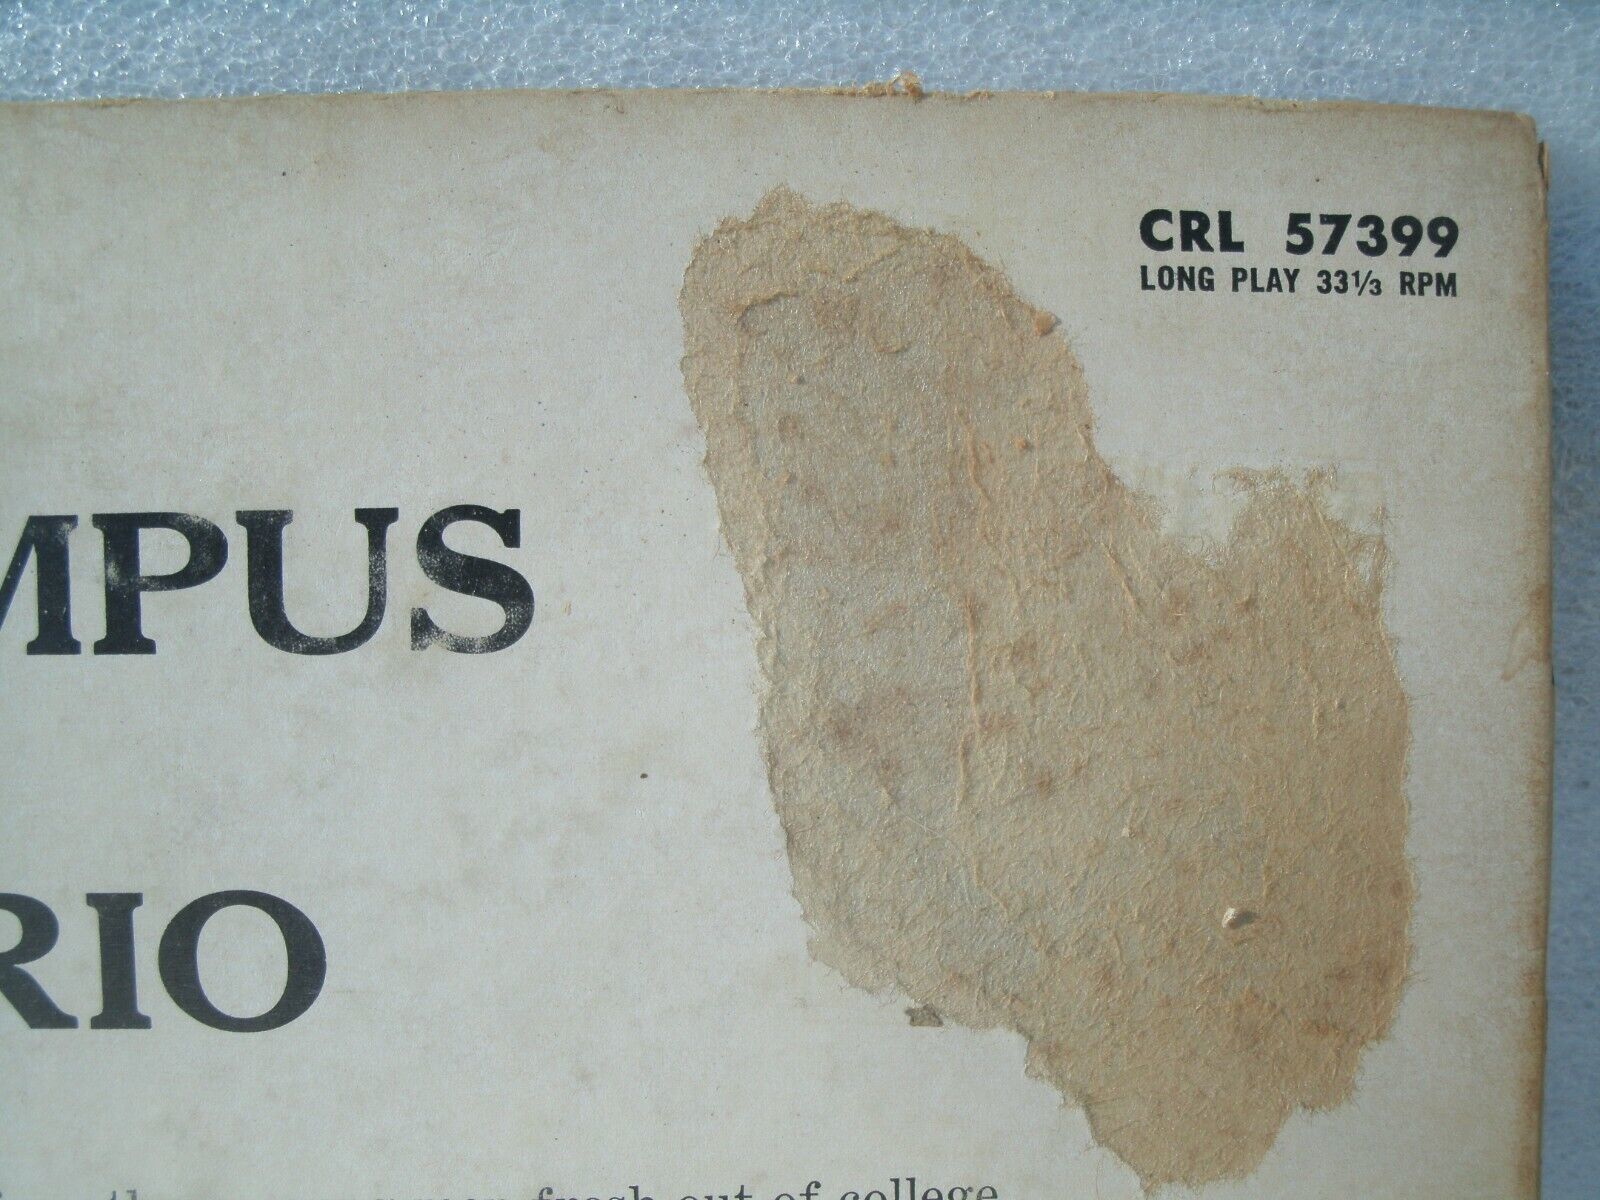 CRL 57399
LONG PLAY 33⅓ RPM
MPUS
RIO
fresh out of college